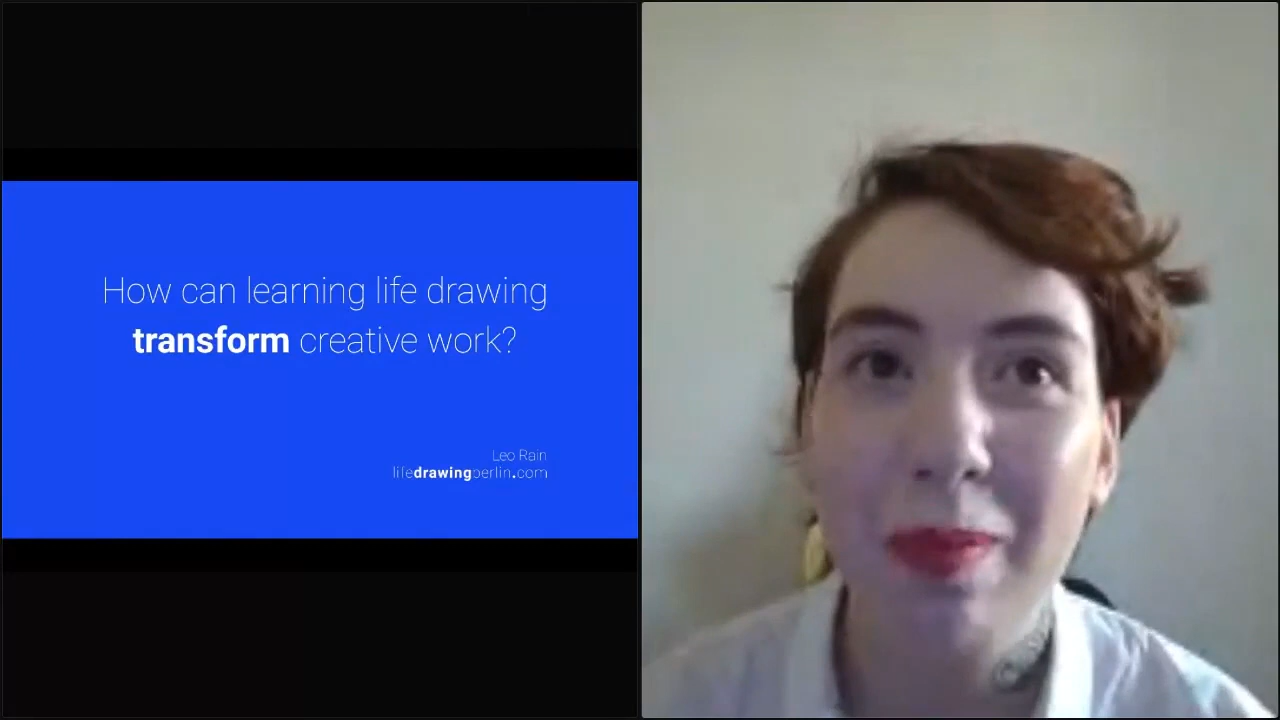 How can learning life drawing
transform creative work?
Leo Rain
lifedrawingberlin.com